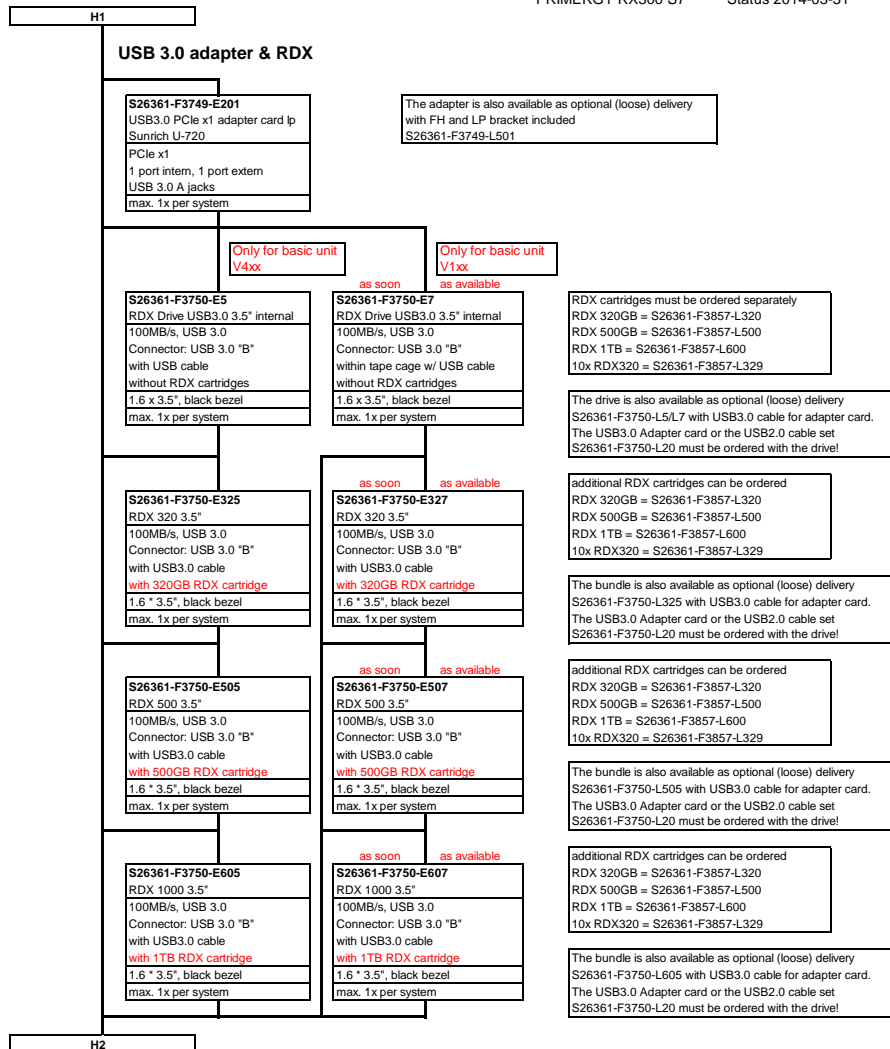 PRIMERGY RX300 S7 Status 2014-03-31
H1
USB 3.0 adapter & RDX
S26361-F3749-E201
USB3.0 PCIe x1 adapter card lp
Sunrich U-720
PCIe x1
1 port intern, 1 port extern
USB 3.0 A jacks
max. 1x per system
The adapter is also available as optional (loose) delivery
with FH and LP bracket included
S26361-F3749-L501
Only for basic unit
V4xx
Only for basic unit
V1xx
S26361-F3750-E5
RDX Drive USB3.0 3.5" internal
100MB/s, USB 3.0
Connector: USB 3.0 "B"
with USB cable
without RDX cartridges
1.6 x 3.5", black bezel
max. 1x per system
as soon as available
S26361-F3750-E7
RDX Drive USB3.0 3.5" internal
100MB/s, USB 3.0
Connector: USB 3.0 "B"
within tape cage w/ USB cable
without RDX cartridges
1.6 x 3.5", black bezel
max. 1x per system
RDX cartridges must be ordered separately
RDX 320GB = S26361-F3857-L320
RDX 500GB = S26361-F3857-L500
RDX 1TB = S26361-F3857-L600
10x RDX320 = S26361-F3857-L329
The drive is also available as optional (loose) delivery
S26361-F3750-L5/L7 with USB3.0 cable for adapter card.
The USB3.0 Adapter card or the USB2.0 cable set
S26361-F3750-L20 must be ordered with the drive!
S26361-F3750-E325
RDX 320 3.5"
100MB/s, USB 3.0
Connector: USB 3.0 "B"
with USB3.0 cable
with 320GB RDX cartridge
1.6 * 3.5", black bezel
max. 1x per system
as soon as available
S26361-F3750-E327
RDX 320 3.5"
100MB/s, USB 3.0
Connector: USB 3.0 "B"
with USB3.0 cable
with 320GB RDX cartridge
1.6 * 3.5", black bezel
max. 1x per system
additional RDX cartridges can be ordered
RDX 320GB = S26361-F3857-L320
RDX 500GB = S26361-F3857-L500
RDX 1TB = S26361-F3857-L600
10x RDX320 = S26361-F3857-L329
The bundle is also available as optional (loose) delivery
S26361-F3750-L325 with USB3.0 cable for adapter card.
The USB3.0 Adapter card or the USB2.0 cable set
S26361-F3750-L20 must be ordered with the drive!
S26361-F3750-E505
RDX 500 3.5"
100MB/s, USB 3.0
Connector: USB 3.0 "B"
with USB3.0 cable
with 500GB RDX cartridge
1.6 * 3.5", black bezel
max. 1x per system
as soon as available
S26361-F3750-E507
RDX 500 3.5"
100MB/s, USB 3.0
Connector: USB 3.0 "B"
with USB3.0 cable
with 500GB RDX cartridge
1.6 * 3.5", black bezel
max. 1x per system
additional RDX cartridges can be ordered
RDX 320GB = S26361-F3857-L320
RDX 500GB = S26361-F3857-L500
RDX 1TB = S26361-F3857-L600
10x RDX320 = S26361-F3857-L329
The bundle is also available as optional (loose) delivery
S26361-F3750-L505 with USB3.0 cable for adapter card.
The USB3.0 Adapter card or the USB2.0 cable set
S26361-F3750-L20 must be ordered with the drive!
S26361-F3750-E605
RDX 1000 3.5"
100MB/s, USB 3.0
Connector: USB 3.0 "B"
with USB3.0 cable
with 1TB RDX cartridge
1.6 * 3.5", black bezel
max. 1x per system
as soon as available
S26361-F3750-E607
RDX 1000 3.5"
100MB/s, USB 3.0
Connector: USB 3.0 "B"
with USB3.0 cable
with 1TB RDX cartridge
1.6 * 3.5", black bezel
max. 1x per system
additional RDX cartridges can be ordered
RDX 320GB = S26361-F3857-L320
RDX 500GB = S26361-F3857-L500
RDX 1TB = S26361-F3857-L600
10x RDX320 = S26361-F3857-L329
The bundle is also available as optional (loose) delivery
S26361-F3750-L605 with USB3.0 cable for adapter card.
The USB3.0 Adapter card or the USB2.0 cable set
S26361-F3750-L20 must be ordered with the drive!
H2